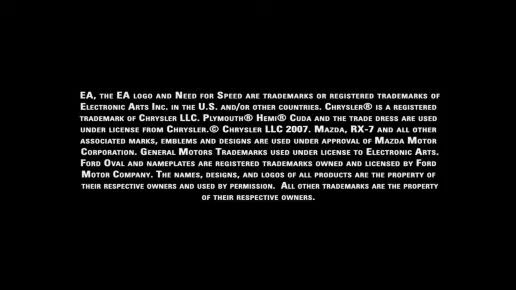 EA, the EA logo and Need for Speed are trademarks or registered trademarks of
Electronic Arts Inc. in the U.S. and/or other countries. Chrysler® is a registered
trademark of Chrysler LLC. Plymouth® Hemi® Cuda and the trade dress are used
under license from Chrysler.© Chrysler LLC 2007. Mazda, RX-7 and all other
associated marks, emblems and designs are used under approval of Mazda Motor
Corporation. General Motors Trademarks used under license to Electronic Arts.
Ford Oval and nameplates are registered trademarks owned and licensed by Ford
Motor Company. The names, designs, and logos of all products are the property of
their respective owners and used by permission. All other trademarks are the property
of their respective owners.